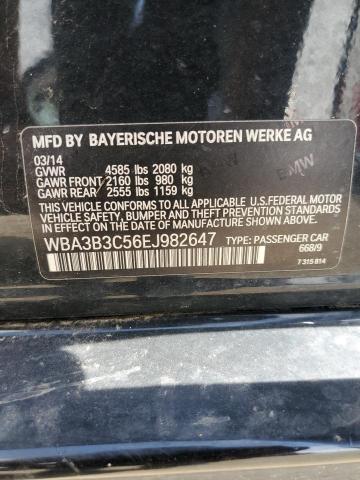 MFD BY BAYERISCHE MOTOREN WERKE AG
03/14
GVWR 4585 lbs 2080 kg
GAWR FRONT 2160 lbs 980 kg
GAWR REAR 2555 lbs 1159 kg
THIS VEHICLE CONFORMS TO ALL APPLICABLE U.S.FEDERAL MOTOR
VEHICLE SAFETY, BUMPER, AND THEFT PREVENTION STANDARDS
IN EFFECT ON THE DATE OF MANUFACTURE SHOWN ABOVE.
WBA3B3C56EJ982647 TYPE: PASSENGER CAR
668/9
7 315 814
BMW